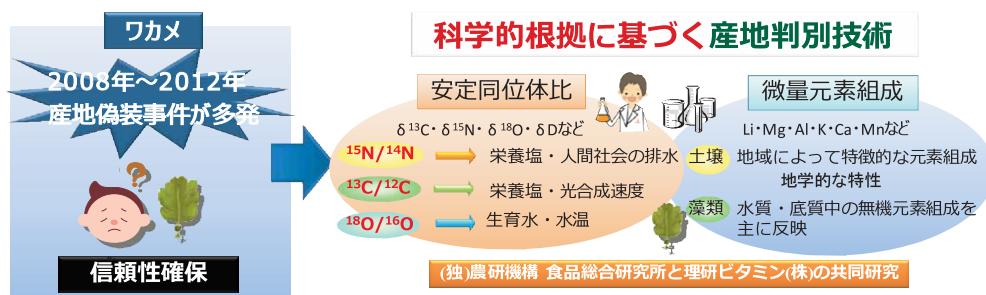 ワカメ
2008年～2012年
産地偽装事件が多発
?
信頼性確保
科学的根拠に基づく産地判別技術
安定同位体比
δ¹³C・δ¹⁵N・δ¹⁸O・δDなど
¹⁵N/¹⁴N
栄養塩・人間社会の排水
¹³C/¹²C
栄養塩・光合成速度
¹⁸O/¹⁶O
生育水・水温
微量元素組成
Li・Mg・Al・K・Ca・Mnなど
土壌 地域によって特徴的な元素組成
地学的な特性
藻類 水質・底質中の無機元素組成を
主に反映
(独)農研機構 食品総合研究所と理研ビタミン(株)の共同研究